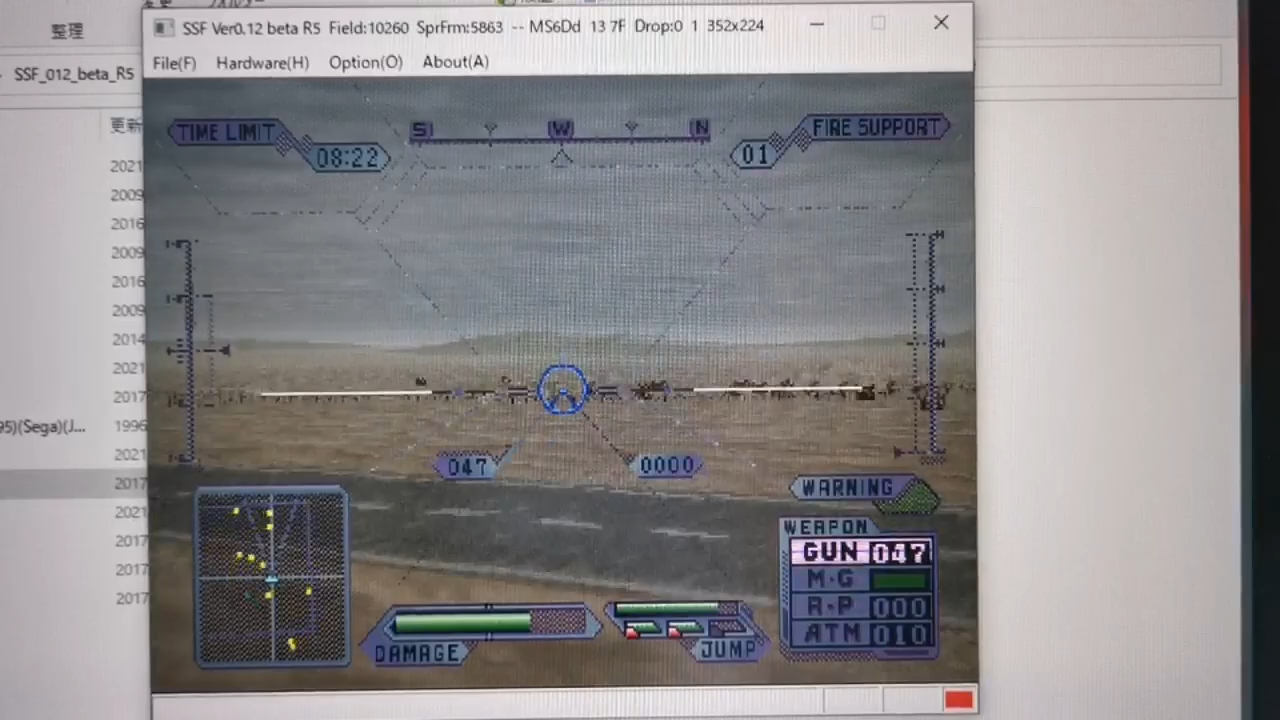 整理
SSF Ver0.12 beta R5 Field:10260 SprFrm:5863 -- MS6Dd 13 7F Drop:0 1 352x224
File(F) Hardware(H) Option(O) About(A)
SSF_012_beta_R5
更新
2021
2009
2016
2009
2016
2009
2014
2021
2017
95)(Sega)(J... 1996
2021
2017
2021
2017
2017
2017
TIME LIMIT
08:22
S W N
FIRE SUPPORT
01
047
0000
WARNING
WEAPON
GUN 047
M·G
R·P 000
ATM 010
DAMAGE
JUMP